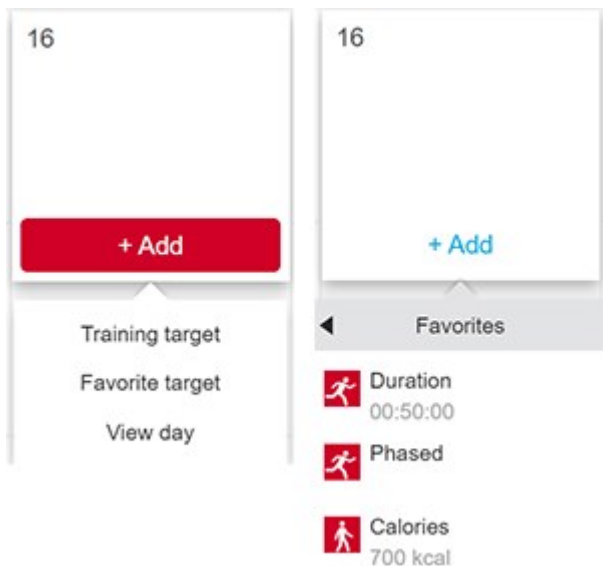 16
+ Add
Training target
Favorite target
View day
16
+ Add
Favorites
Duration
00:50:00
Phased
Calories
700 kcal